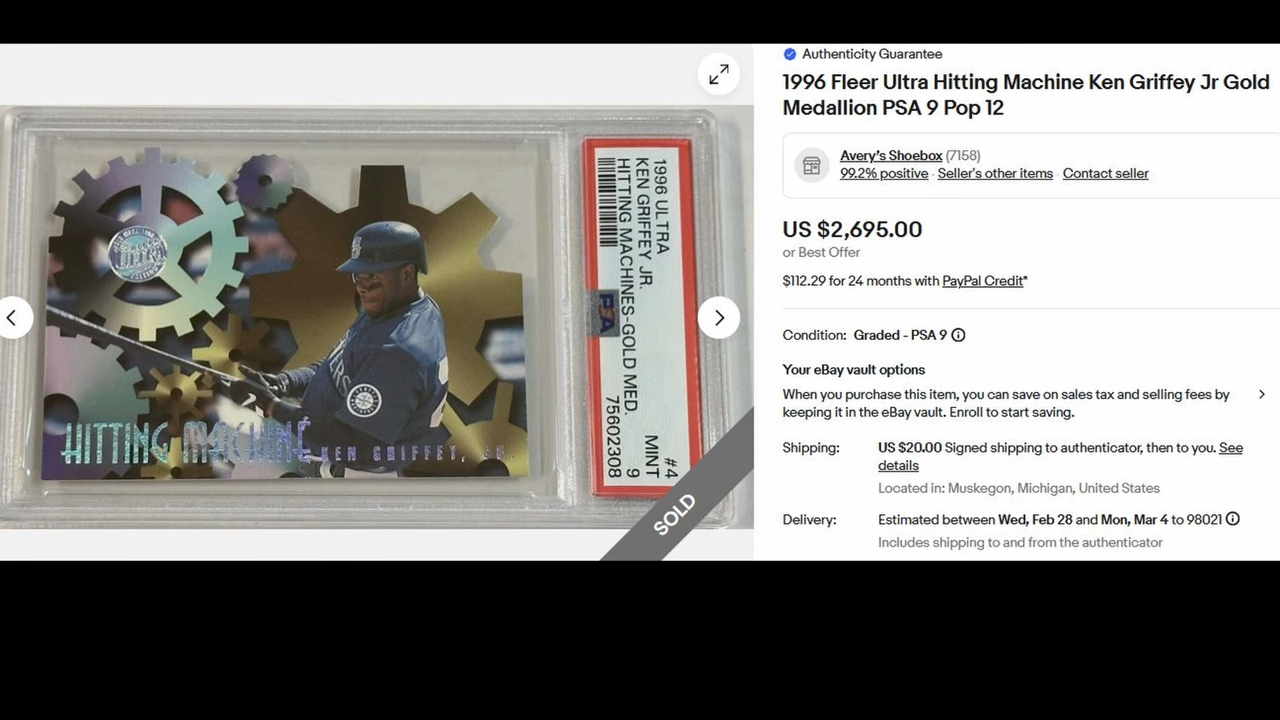 Authenticity Guarantee
1996 Fleer Ultra Hitting Machine Ken Griffey Jr Gold
Medallion PSA 9 Pop 12
Avery's Shoebox (7158)
99.2% positive · Seller's other items · Contact seller
US $2,695.00
or Best Offer
$112.29 for 24 months with PayPal Credit*
Condition: Graded - PSA 9
Your eBay vault options
When you purchase this item, you can save on sales tax and selling fees by
keeping it in the eBay vault. Enroll to start saving.
Shipping: US $20.00 Signed shipping to authenticator, then to you. See
details
Located in: Muskegon, Michigan, United States
Delivery: Estimated between Wed, Feb 28 and Mon, Mar 4 to 98021
Includes shipping to and from the authenticator
1996 ULTRA #4
KEN GRIFFEY JR. MINT
HITTING MACHINES-GOLD MED. 9
75602308
PSA
ULTRA
HITTING MACHINE
KEN GRIFFEY, JR.
SOLD